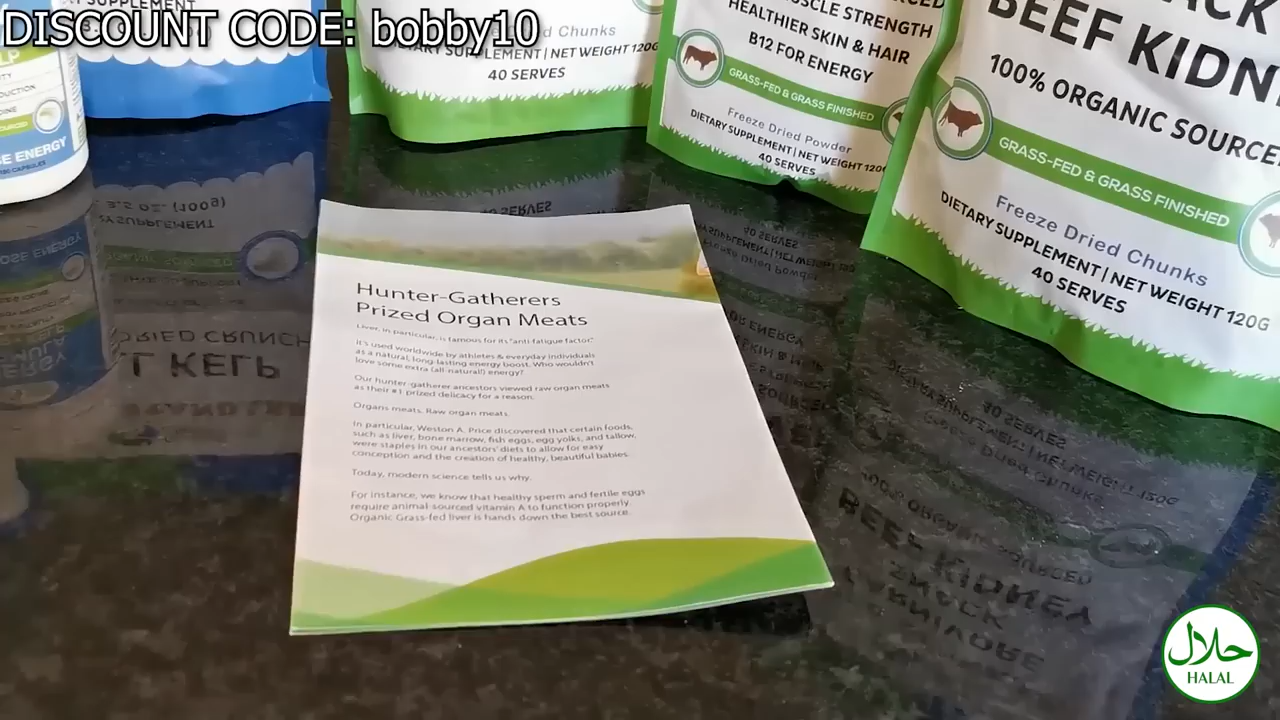 DISCOUNT CODE: bobby10
ODUCTION
SE ENERGY
180 CAPSULES
Chunks
DIETARY SUPPLEMENT | NET WEIGHT 120G
40 SERVES
MUSCLE STRENGTH
HEALTHIER SKIN & HAIR
B12 FOR ENERGY
GRASS-FED & GRASS FINISHED
Freeze Dried Powder
DIETARY SUPPLEMENT | NET WEIGHT 120G
40 SERVES
ACK
BEEF KIDN
100% ORGANIC SOURCE
GRASS-FED & GRASS FINISHED
Freeze Dried Chunks
DIETARY SUPPLEMENT | NET WEIGHT 120G
40 SERVES
Hunter-Gatherers
Prized Organ Meats
Liver, in particular, is famous for its "anti-fatigue factor"
It's used worldwide by athletes & everyday individuals
as a natural, long-lasting energy boost. Who wouldn't
love some extra (all-natural!) energy?
Our hunter-gatherer ancestors viewed raw organ meats
as their #1 prized delicacy for a reason.
Organs meats. Raw organ meats.
In particular, Weston A. Price discovered that certain foods,
such as liver, bone marrow, fish eggs, egg yolks, and tallow,
were staples in our ancestors' diets to allow for easy
conception and the creation of healthy, beautiful babies.
Today, modern science tells us why.
For instance, we know that healthy sperm and fertile eggs
require animal-sourced vitamin A to function properly.
Organic Grass-fed liver is hands down the best source.
حلال
HALAL